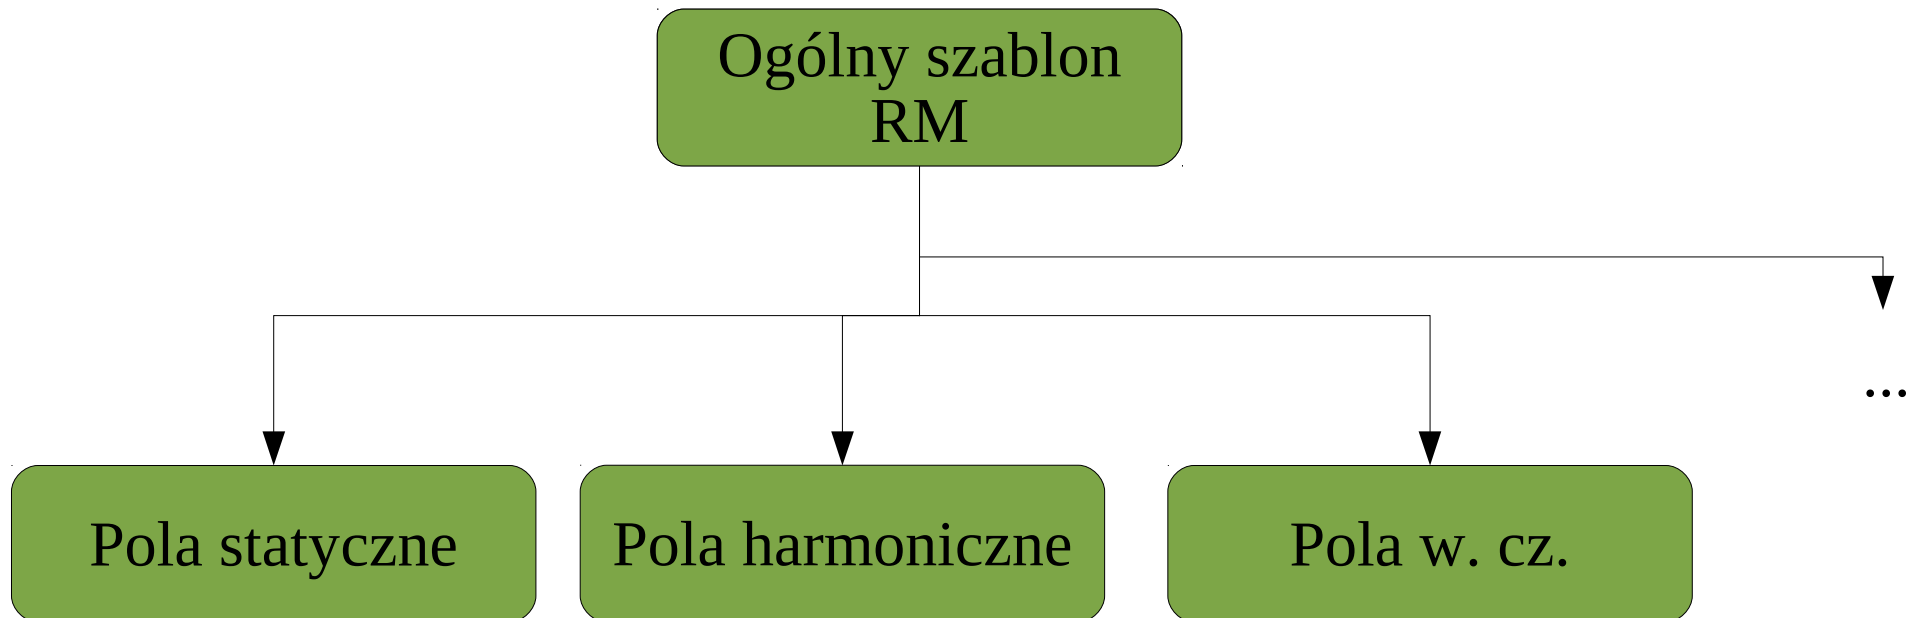 Ogólny szablon
RM
...
Pola statyczne
Pola harmoniczne
Pola w. cz.